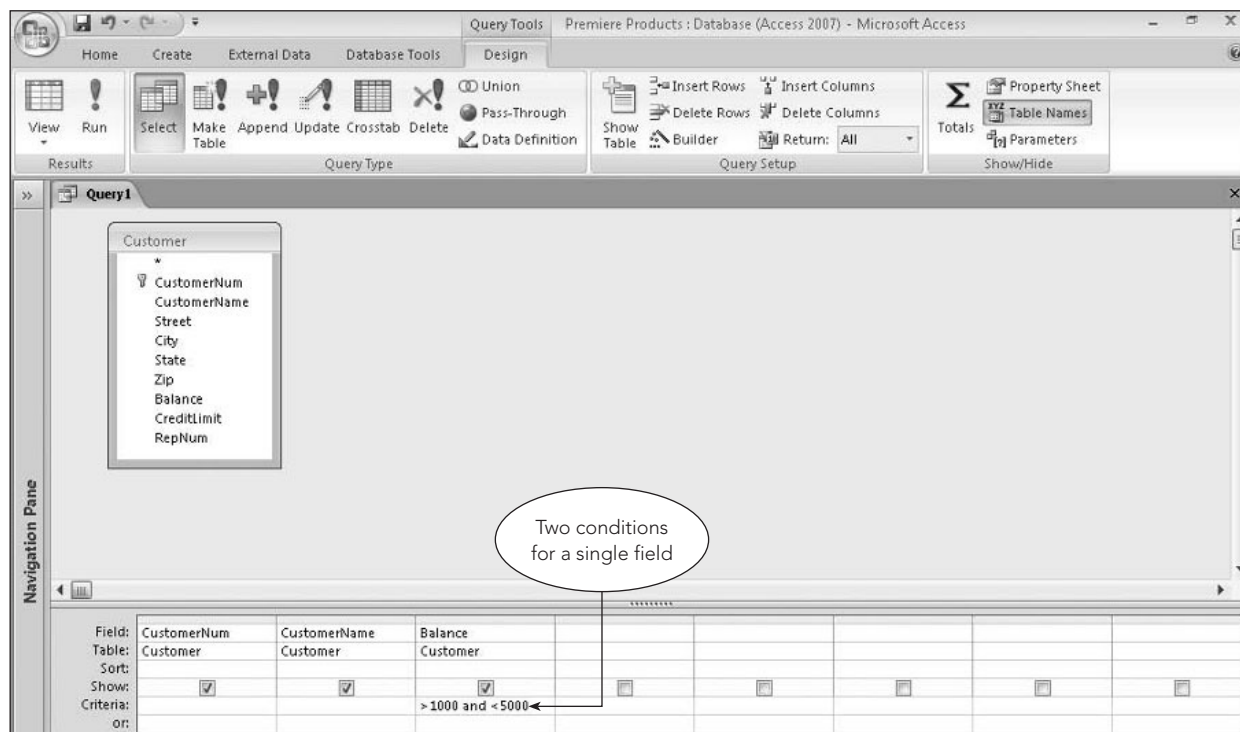 Query Tools Premiere Products : Database (Access 2007) - Microsoft Access
Home Create External Data Database Tools Design
View Run
Results
Select Make Table Append Update Crosstab Delete
Union
Pass-Through
Data Definition
Query Type
Show Table
Insert Rows Insert Columns
Delete Rows Delete Columns
Builder Return: All
Query Setup
Σ Totals
Property Sheet
XYZ Table Names
Parameters
Show/Hide
» Query1
Navigation Pane
Customer
*
CustomerNum
CustomerName
Street
City
State
Zip
Balance
CreditLimit
RepNum
Two conditions
for a single field
Field: CustomerNum CustomerName Balance
Table: Customer Customer Customer
Sort:
Show:
Criteria: >1000 and <5000
or: